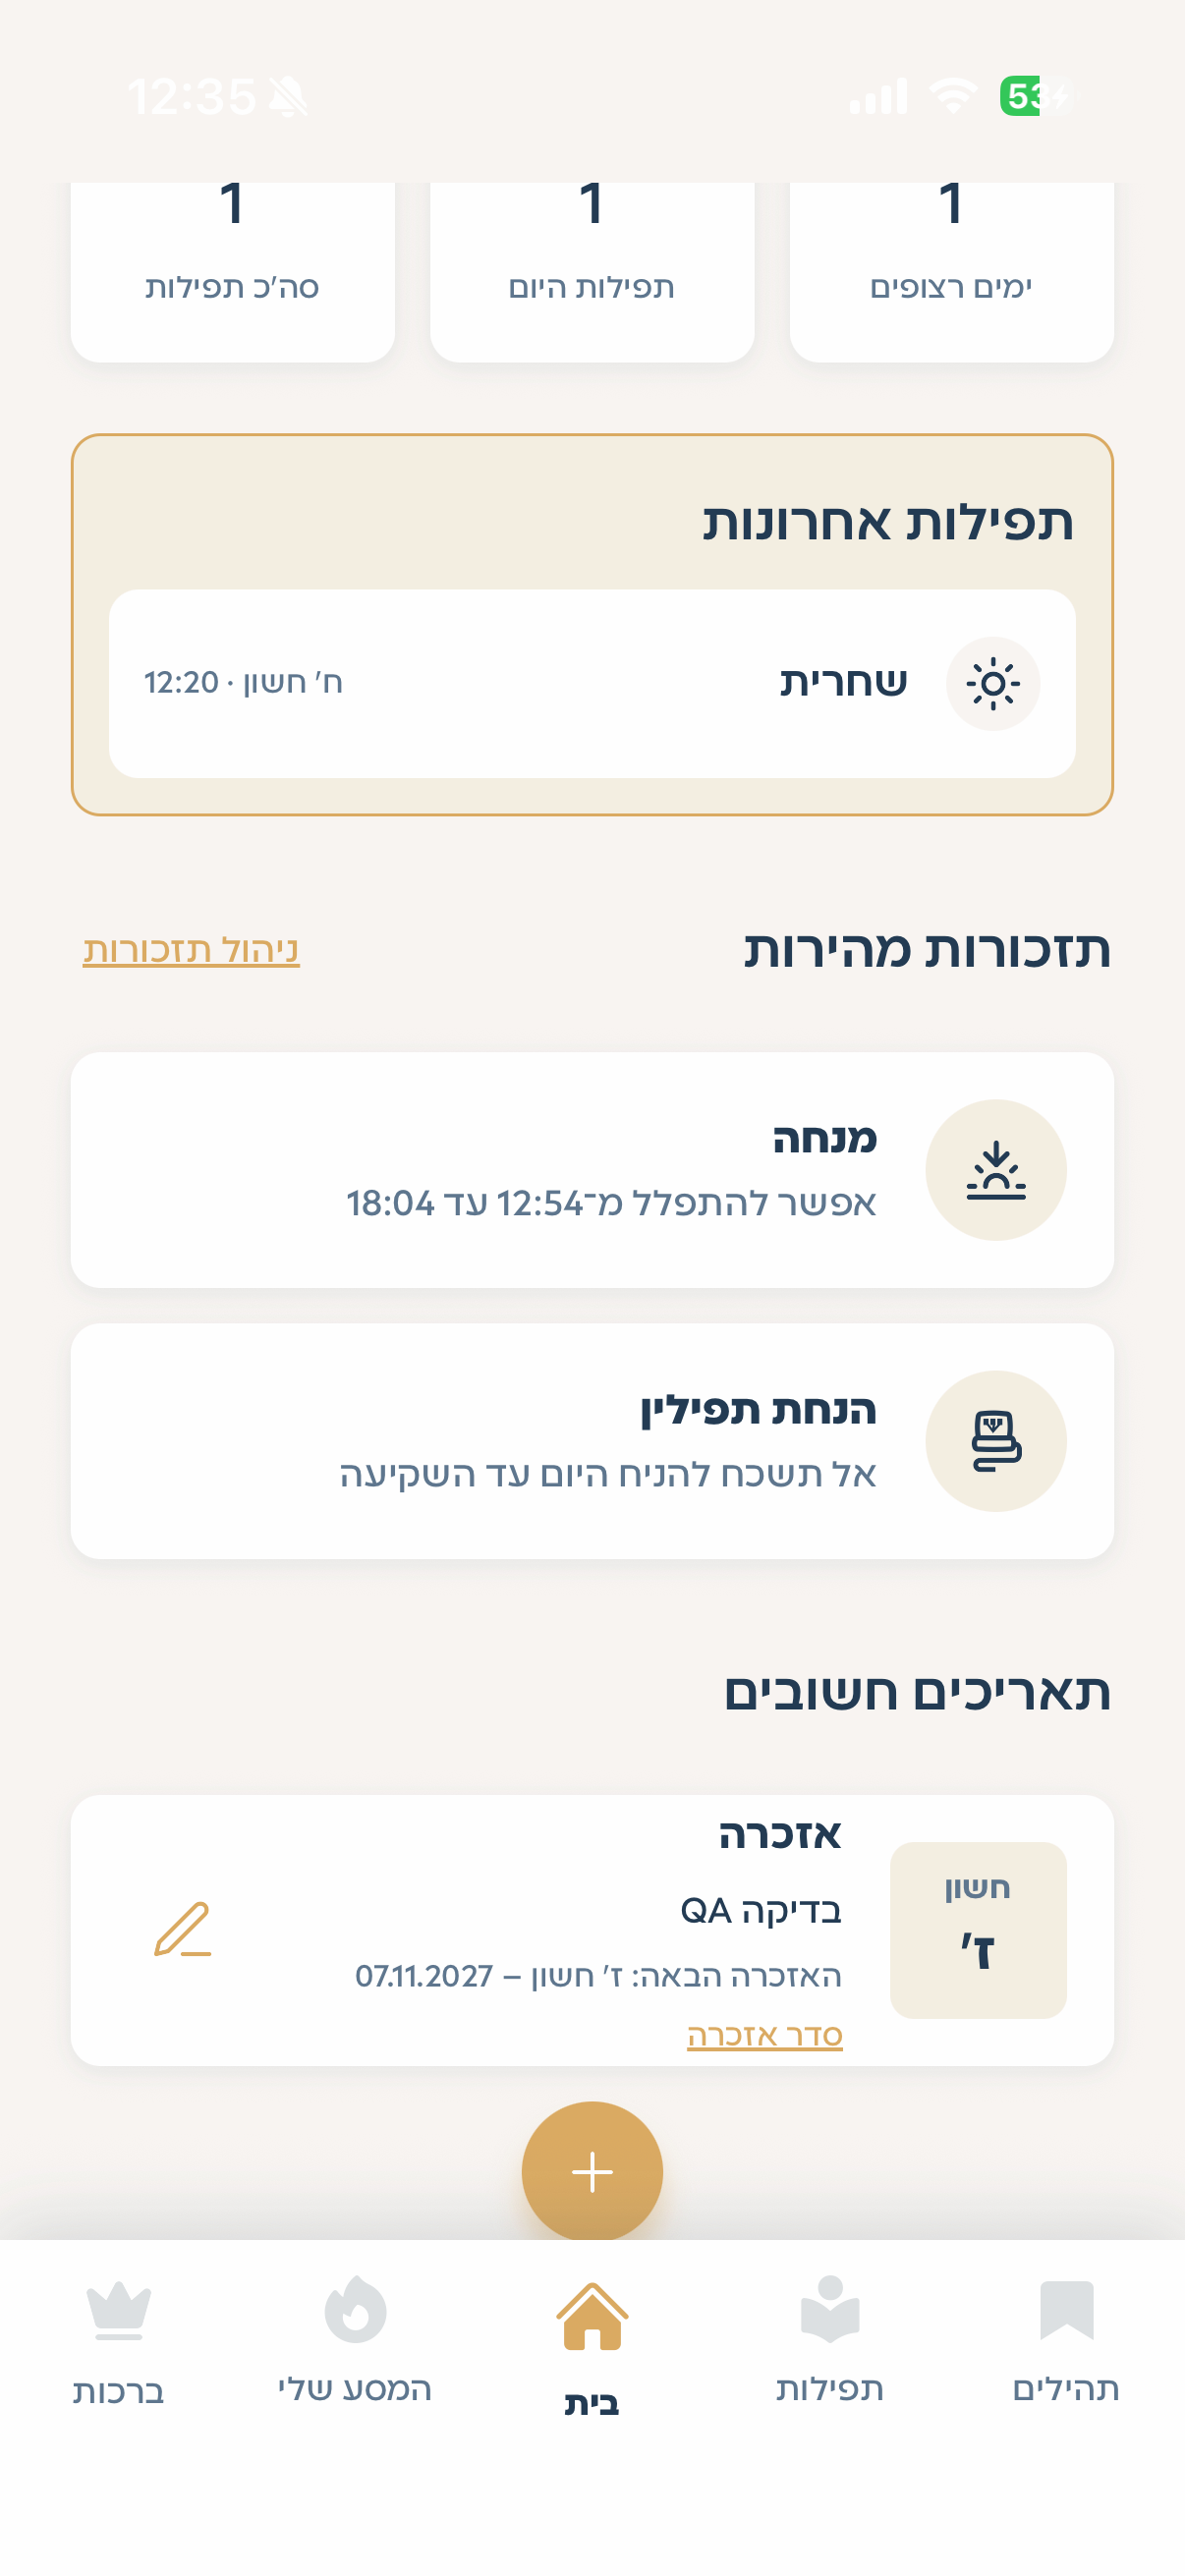 12:35
53
1
1
1
ימים רצופים
תפילות היום
סה'כ תפילות
תפילות אחרונות
שחרית
ח' חשון · 12:20
תזכורות מהירות
ניהול תזכורות
מנחה
אפשר להתפלל מ־12:54 עד 18:04
הנחת תפילין
אל תשכח להניח היום עד השקיעה
תאריכים חשובים
חשון
ז'
אזכרה
בדיקה QA
האזכרה הבאה: ז' חשון – 07.11.2027
סדר אזכרה
תהילים
תפילות
בית
המסע שלי
ברכות